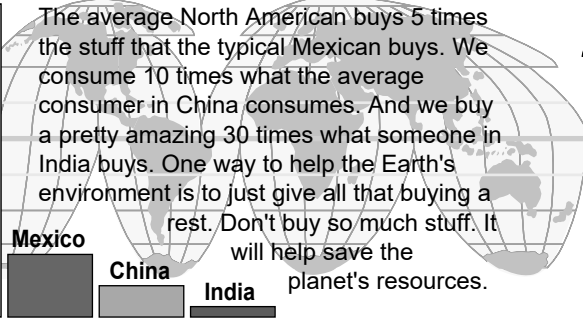 The average North American buys 5 times
the stuff that the typical Mexican buys. We
consume 10 times what the average
consumer in China consumes. And we buy
a pretty amazing 30 times what someone in
India buys. One way to help the Earth's
environment is to just give all that buying a
rest. Don't buy so much stuff. It
will help save the
planet's resources.
Mexico
China
India